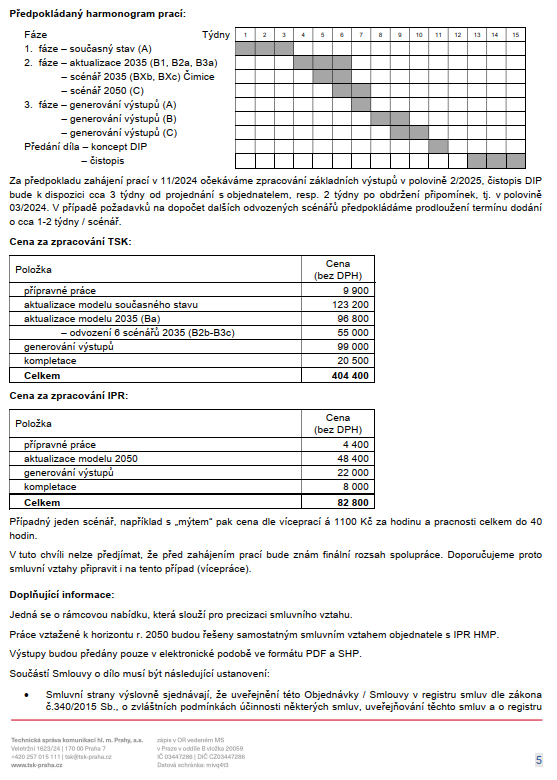 Předpokládaný harmonogram prací:
Fáze Týdny 1 2 3 4 5 6 7 8 9 10 11 12 13 14 15
1. fáze – současný stav (A)
2. fáze – aktualizace 2035 (B1, B2a, B3a)
– scénář 2035 (BXb, BXc) Čimice
– scénář 2050 (C)
3. fáze – generování výstupů (A)
– generování výstupů (B)
– generování výstupů (C)
Předání díla – koncept DIP
– čistopis
Za předpokladu zahájení prací v 11/2024 očekáváme zpracování základních výstupů v polovině 2/2025, čistopis DIP
bude k dispozici cca 3 týdny od projednání s objednatelem, resp. 2 týdny po obdržení připomínek, tj. v polovině
03/2024. V případě požadavků na dopočet dalších odvozených scénářů předpokládáme prodloužení termínu dodání
o cca 1-2 týdny / scénář.
Cena za zpracování TSK:
Položka Cena
(bez DPH)
přípravné práce 9 900
aktualizace modelu současného stavu 123 200
aktualizace modelu 2035 (Ba) 96 800
– odvození 6 scénářů 2035 (B2b-B3c) 55 000
generování výstupů 99 000
kompletace 20 500
Celkem 404 400
Cena za zpracování IPR:
Položka Cena
(bez DPH)
přípravné práce 4 400
aktualizace modelu 2050 48 400
generování výstupů 22 000
kompletace 8 000
Celkem 82 800
Případný jeden scénář, například s „mýtem" pak cena dle víceprací á 1100 Kč za hodinu a pracnosti celkem do 40
hodin.
V tuto chvíli nelze předjímat, že před zahájením prací bude znám finální rozsah spolupráce. Doporučujeme proto
smluvní vztahy připravit i na tento případ (vícepráce).
Doplňující informace:
Jedná se o rámcovou nabídku, která slouží pro precizaci smluvního vztahu.
Práce vztažené k horizontu r. 2050 budou řešeny samostatným smluvním vztahem objednatele s IPR HMP.
Výstupy budou předány pouze v elektronické podobě ve formátu PDF a SHP.
Součástí Smlouvy o dílo musí být následující ustanovení:
• Smluvní strany výslovně sjednávají, že uveřejnění této Objednávky / Smlouvy v registru smluv dle zákona
č.340/2015 Sb., o zvláštních podmínkách účinnosti některých smluv, uveřejňování těchto smluv a o registru
Technická správa komunikací hl. m. Prahy, a.s. zápis v OR vedeném MS
Veletržní 1623/24 | 170 00 Praha 7 v Praze v oddíle B vložka 20059
+420 257 015 111 | tsk@tsk-praha.cz IČ 03447286 | DIČ CZ03447286
www.tsk-praha.cz Datová schránka: mivq4t3
5